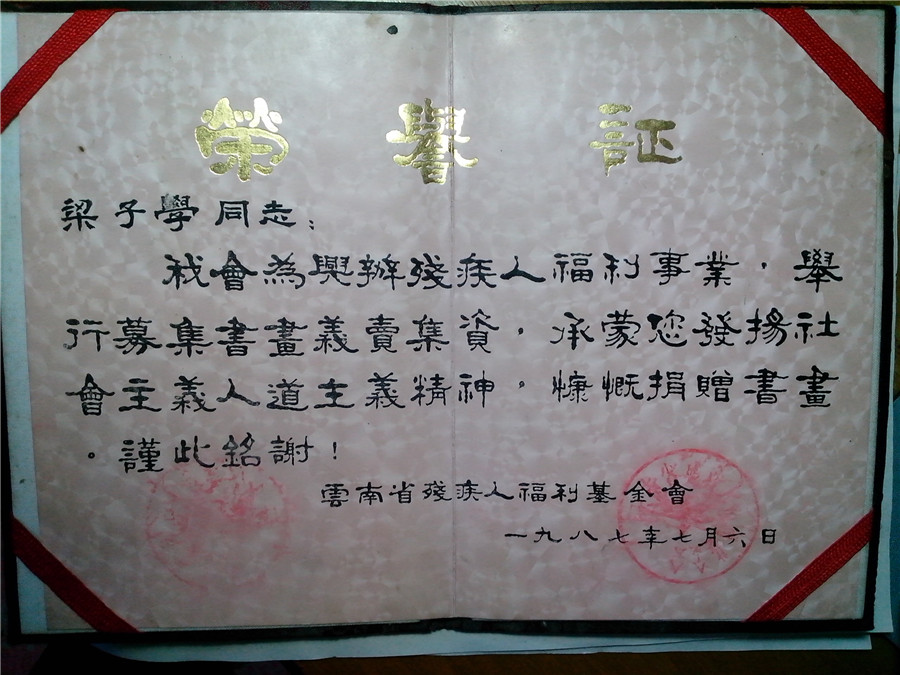 榮譽証
梁子學同志：
我會為興辦殘疾人福利事業，舉
行募集書畫義賣集資，承蒙您發揚社
會主義人道主義精神，慷慨捐贈書畫
。謹此銘謝！
雲南省殘疾人福利基金會
一九八七年七月六日